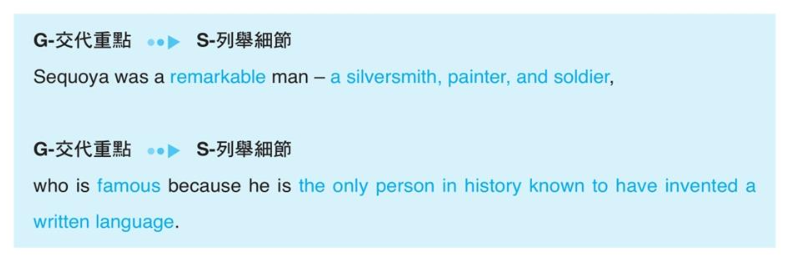 G-交代重點 S-列舉細節
Sequoya was a remarkable man – a silversmith, painter, and soldier,
G-交代重點 S-列舉細節
who is famous because he is the only person in history known to have invented a
written language.